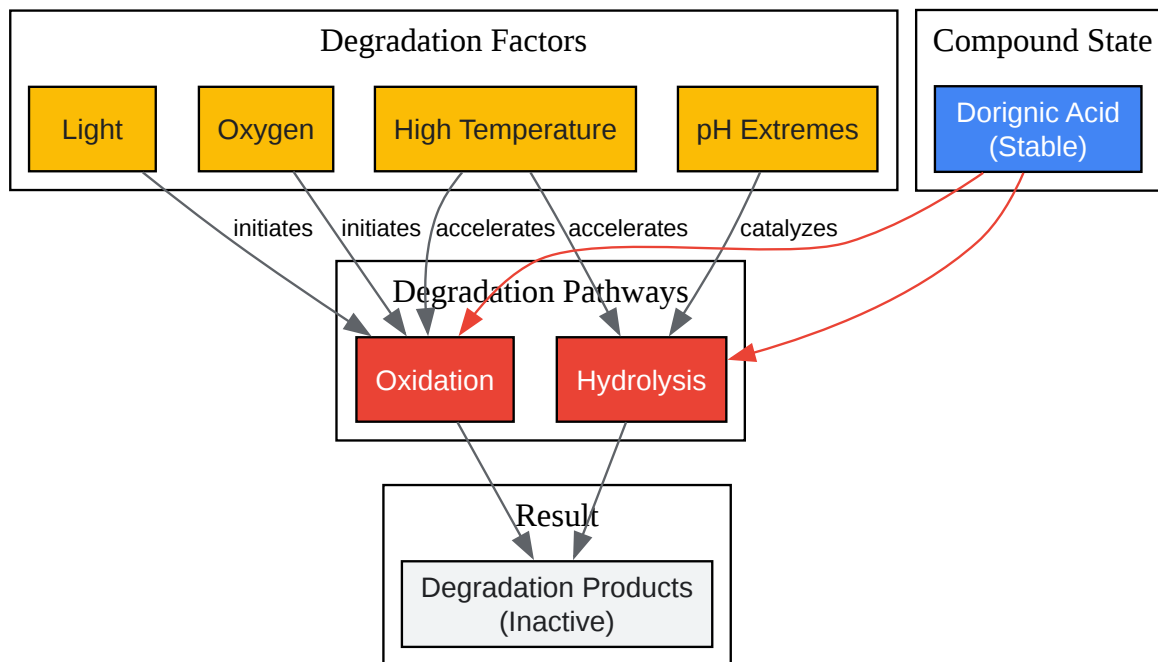 Degradation Factors
Compound State
Light
Oxygen
High Temperature
pH Extremes
Dorignic Acid
(Stable)
initiates
initiates
accelerates
accelerates
catalyzes
Degradation Pathways
Oxidation
Hydrolysis
Result
Degradation Products
(Inactive)